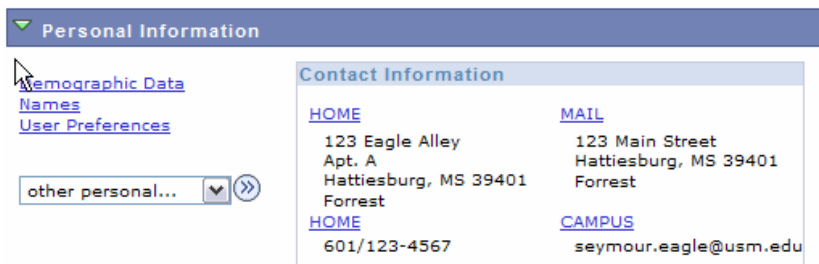 Personal Information
Demographic Data
Names
User Preferences
other personal...
Contact Information
HOME
123 Eagle Alley
Apt. A
Hattiesburg, MS 39401
Forrest
MAIL
123 Main Street
Hattiesburg, MS 39401
Forrest
HOME
601/123-4567
CAMPUS
seymour.eagle@usm.edu